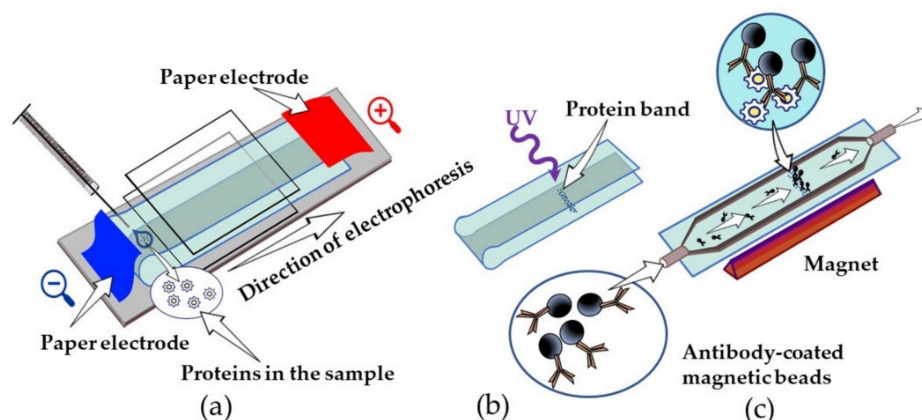 Paper electrode
+
Direction of electrophoresis
−
Paper electrode
Proteins in the sample
(a)
UV
Protein band
(b)
Magnet
Antibody-coated
magnetic beads
(c)